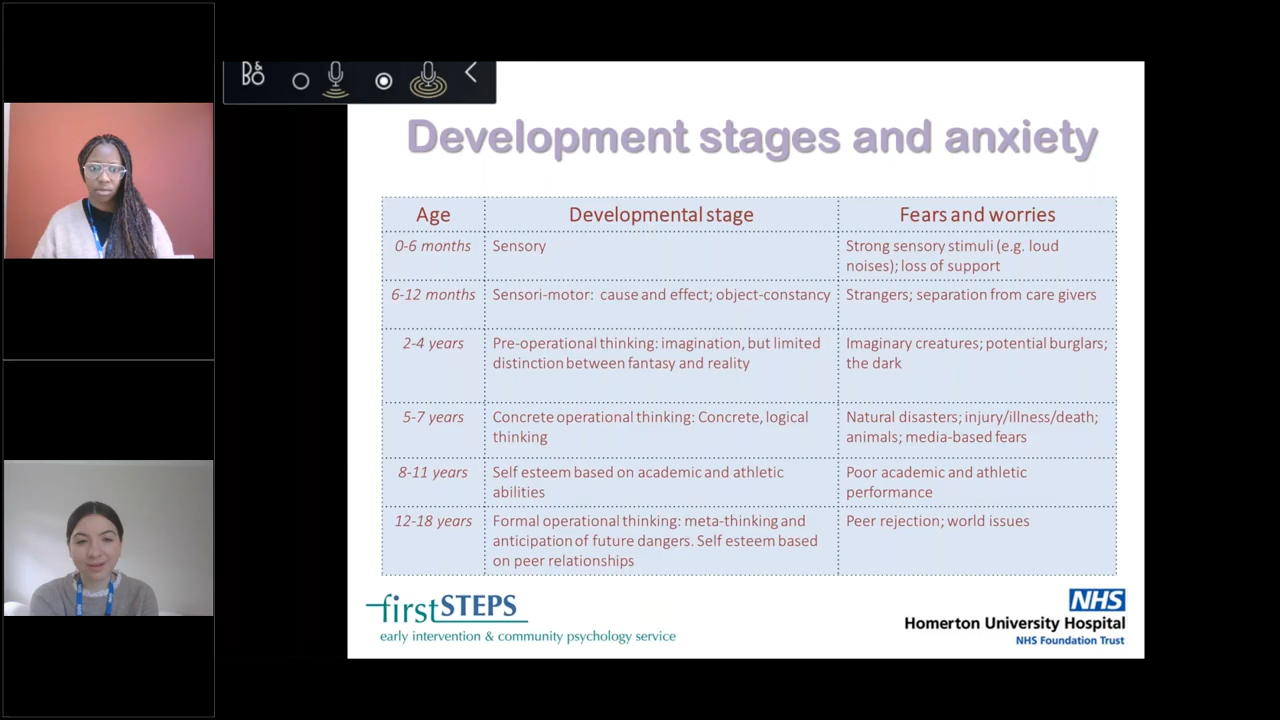 B&
BO
Development stages and anxiety
Age Developmental stage Fears and worries
0-6 months Sensory Strong sensory stimuli (e.g. loud
noises); loss of support
6-12 months Sensori-motor: cause and effect; object-constancy Strangers; separation from care givers
2-4 years Pre-operational thinking: imagination, but limited Imaginary creatures; potential burglars;
distinction between fantasy and reality the dark
5-7 years Concrete operational thinking: Concrete, logical Natural disasters; injury/illness/death;
thinking animals; media-based fears
8-11 years Self esteem based on academic and athletic Poor academic and athletic
abilities performance
12-18 years Formal operational thinking: meta-thinking and Peer rejection; world issues
anticipation of future dangers. Self esteem based
on peer relationships
firstSTEPS
early intervention & community psychology service
NHS
Homerton University Hospital
NHS Foundation Trust